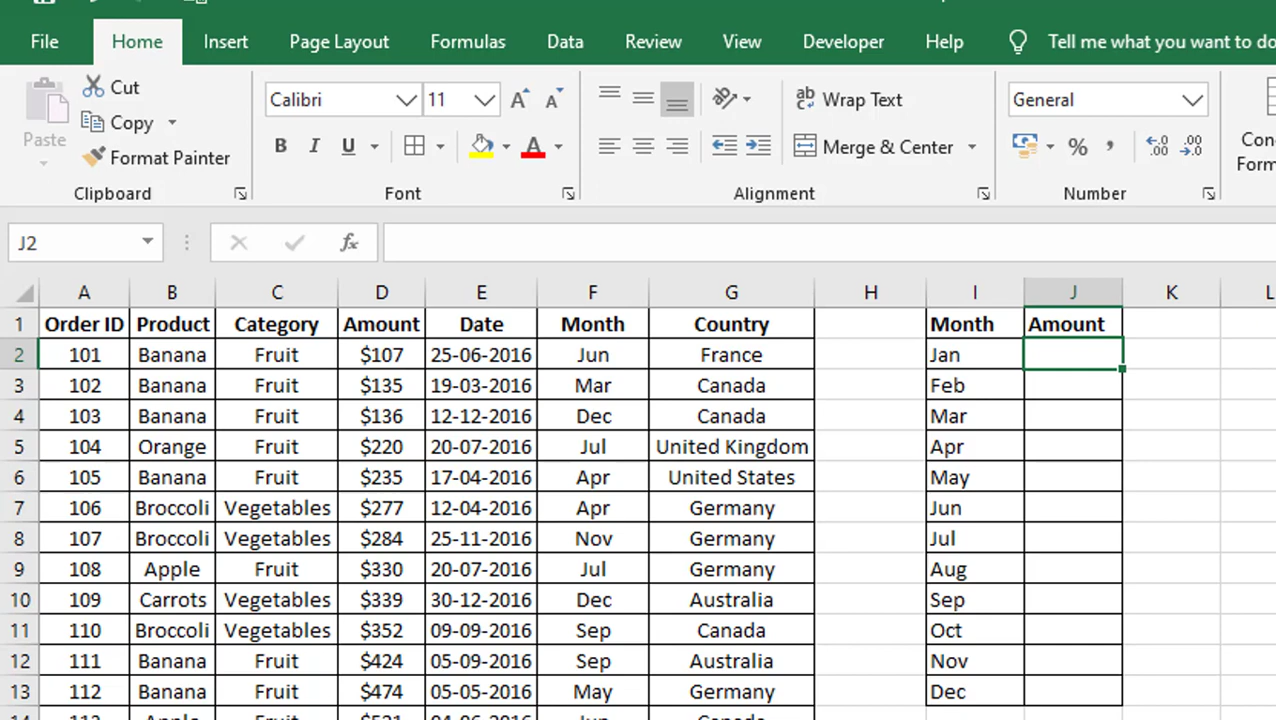 File Home Insert Page Layout Formulas Data Review View Developer Help Tell me what you want to do
Cut
Copy
Format Painter
Paste
Clipboard
Calibri 11 A A
B I U A
Font
ab Wrap Text
Merge & Center
Alignment
General
% , .00 .00
Number
Con
Form
J2 fx
A B C D E F G H I J K L
1 Order ID Product Category Amount Date Month Country Month Amount
2 101 Banana Fruit $107 25-06-2016 Jun France Jan
3 102 Banana Fruit $135 19-03-2016 Mar Canada Feb
4 103 Banana Fruit $136 12-12-2016 Dec Canada Mar
5 104 Orange Fruit $220 20-07-2016 Jul United Kingdom Apr
6 105 Banana Fruit $235 17-04-2016 Apr United States May
7 106 Broccoli Vegetables $277 12-04-2016 Apr Germany Jun
8 107 Broccoli Vegetables $284 25-11-2016 Nov Germany Jul
9 108 Apple Fruit $330 20-07-2016 Jul Germany Aug
10 109 Carrots Vegetables $339 30-12-2016 Dec Australia Sep
11 110 Broccoli Vegetables $352 09-09-2016 Sep Canada Oct
12 111 Banana Fruit $424 05-09-2016 Sep Australia Nov
13 112 Banana Fruit $474 05-05-2016 May Germany Dec